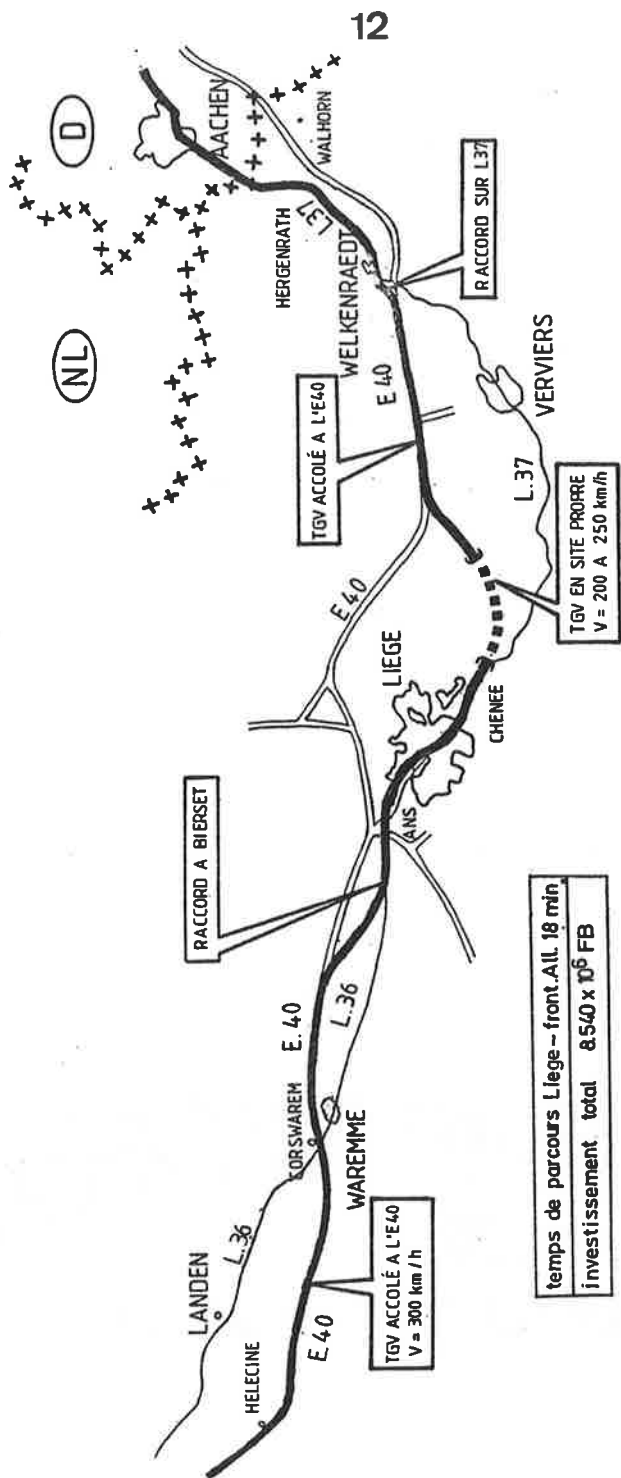 12
D
NL
AACHEN
WALHORN
HERGENRATH
L37
WELKENRAEDT
RACCORD SUR L37
TGV ACCOLÉ A L'E40
E 40
VERVIERS
L.37
TGV EN SITE PROPRE
V = 200 A 250 km/h
E 40
LIEGE
CHENEE
RACCORD A BIERSET
ANS
E.40
L.36
CORSWAREM
WAREMME
LANDEN
L.36
HELECINE
E.40
TGV ACCOLÉ A L'E40
V = 300 km/h
temps de parcours Liege - front. All. 18 min.
investissement total 8.540 x 10⁶ FB